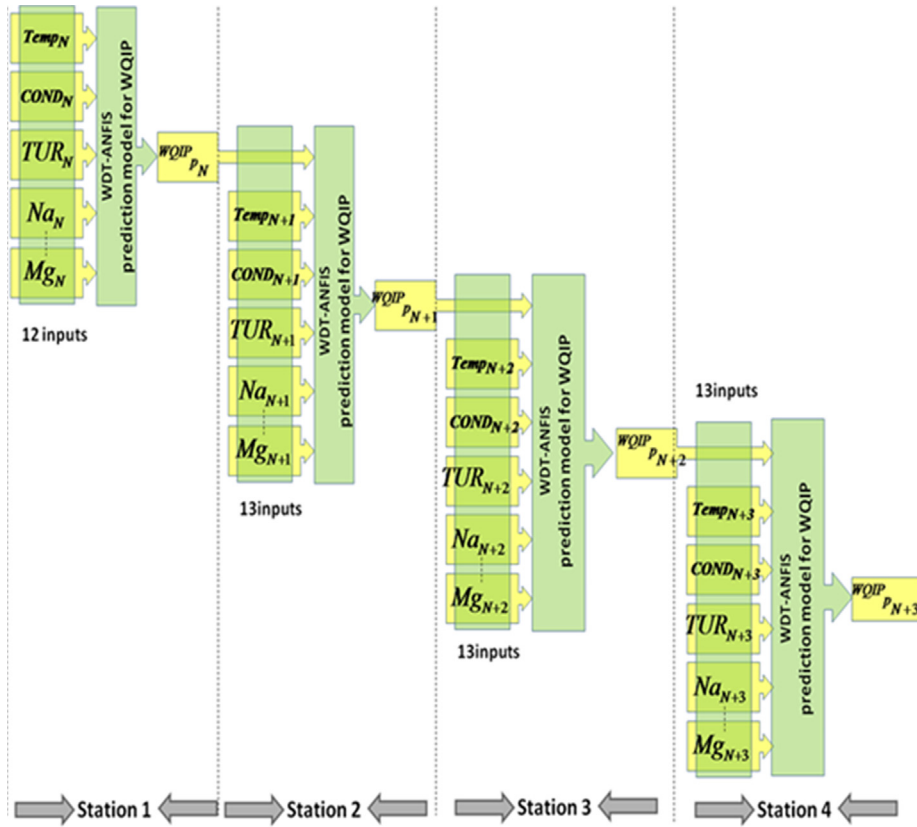 Temp_N
COND_N
TUR_N
Na_N
Mg_N
12 inputs
WDT-ANFIS
prediction model for WQIP
WQIP p_N
Temp_N+1
COND_N+1
TUR_N+1
Na_N+1
Mg_N+1
13inputs
WDT-ANFIS
prediction model for WQIP
WQIP p_N+1
Temp_N+2
COND_N+2
TUR_N+2
Na_N+2
Mg_N+2
13inputs
WDT-ANFIS
prediction model for WQIP
WQIP p_N+2
13inputs
Temp_N+3
COND_N+3
TUR_N+3
Na_N+3
Mg_N+3
WDT-ANFIS
prediction model for WQIP
WQIP p_N+3
Station 1
Station 2
Station 3
Station 4